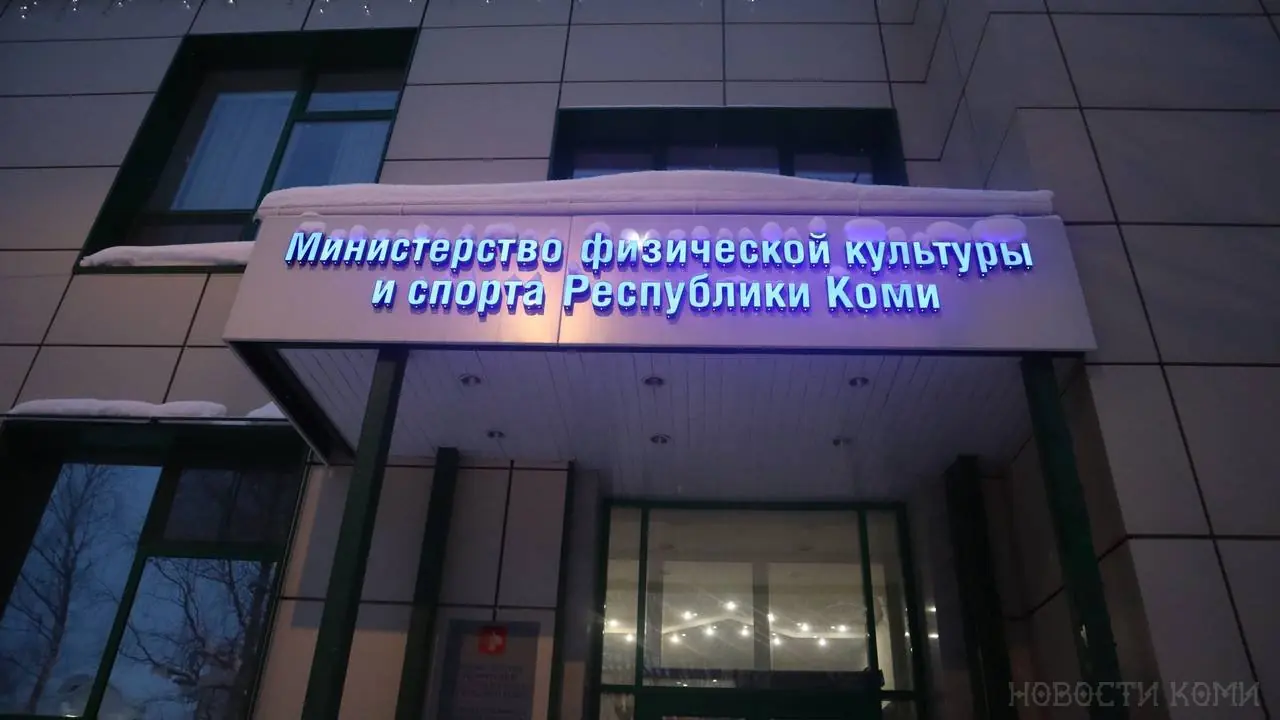 Министерство физической культуры
и спорта Республики Коми
НОВОСТИ КОМИ